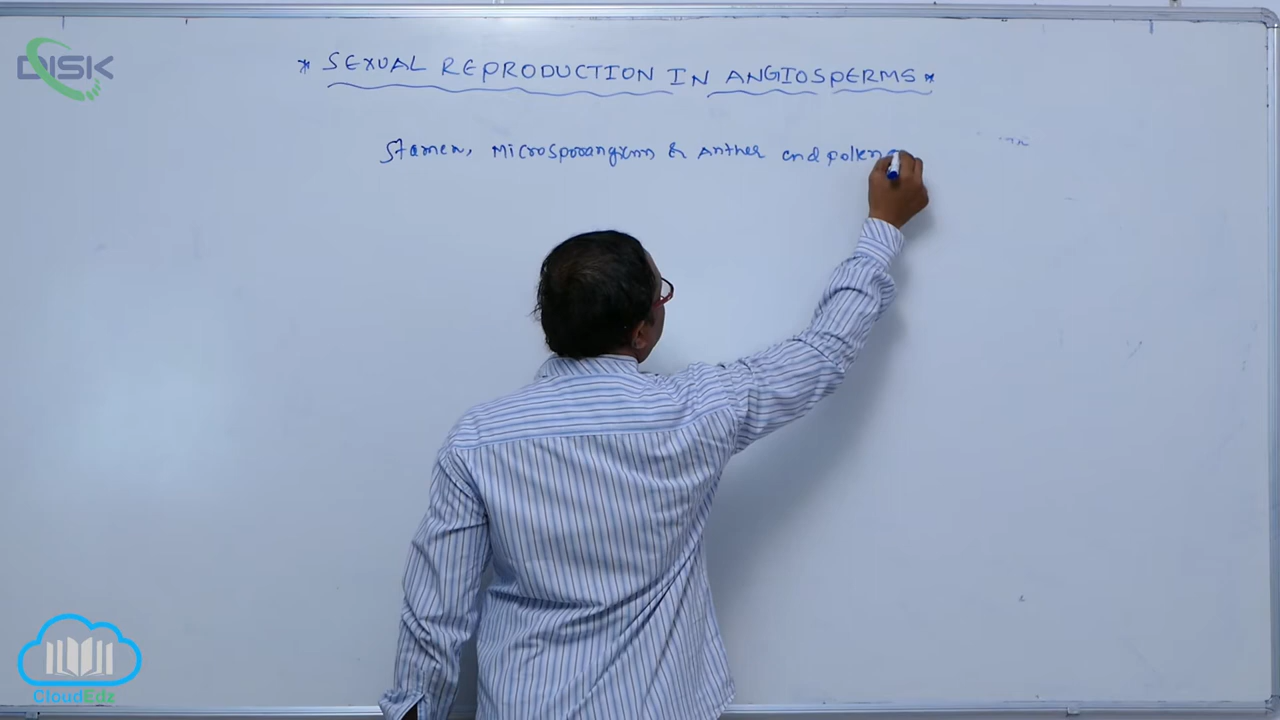 DISK
* SEXUAL REPRODUCTION IN ANGIOSPERMS *
Stamen, Microsporangium & Anther and pollen
CloudEdz